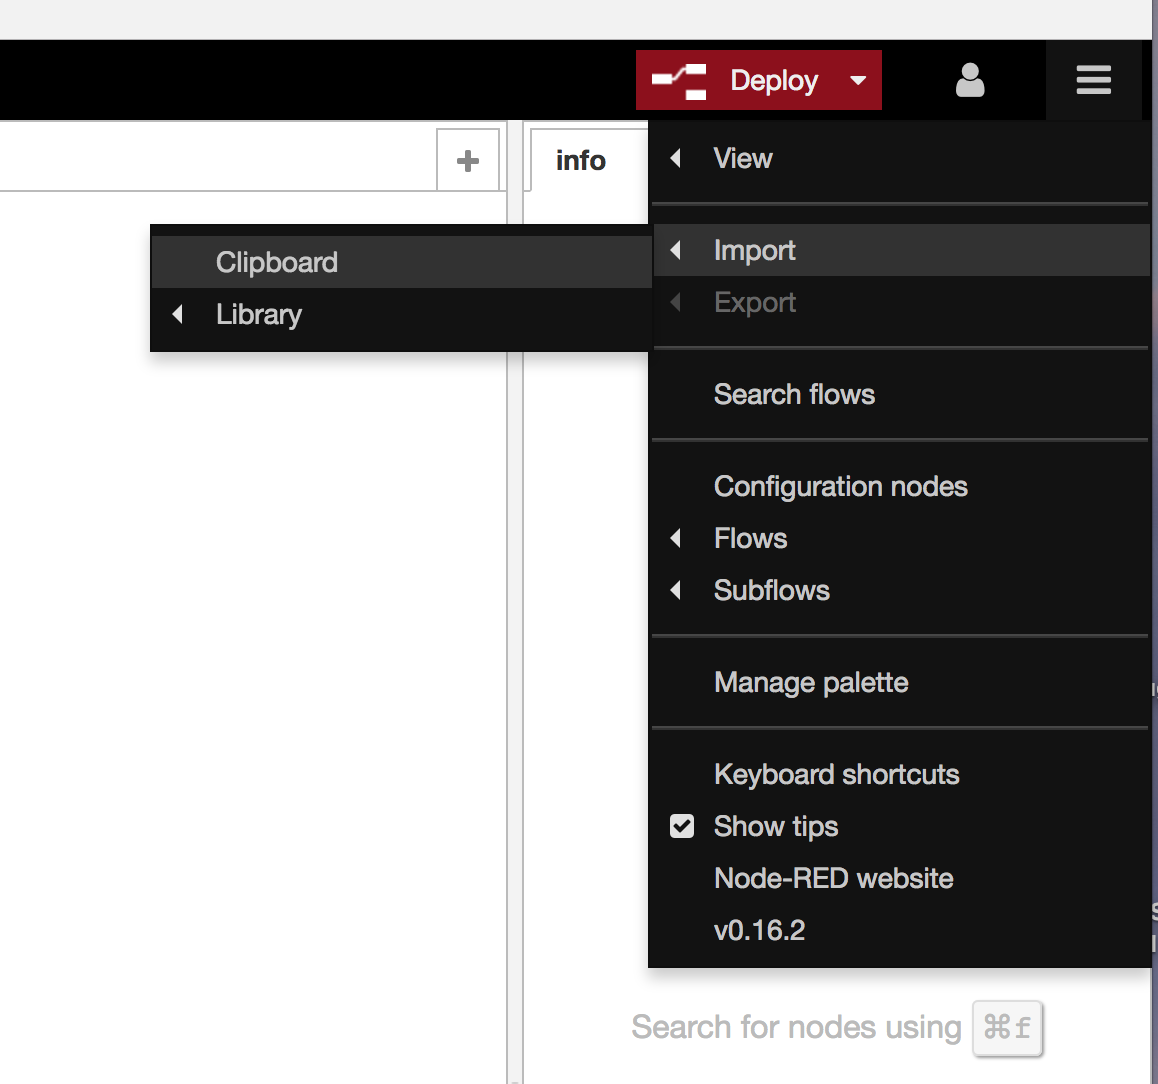 Deploy
info
View
Import
Export
Clipboard
Library
Search flows
Configuration nodes
Flows
Subflows
Manage palette
Keyboard shortcuts
Show tips
Node-RED website
v0.16.2
Search for nodes using ⌘f